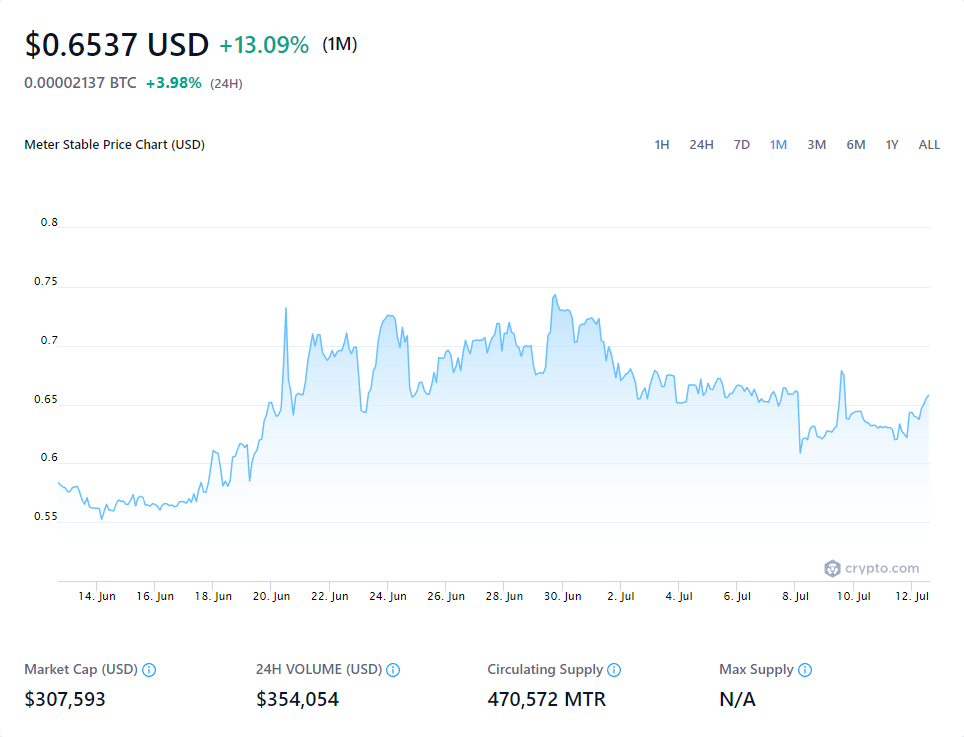 $0.6537 USD +13.09% (1M)
0.00002137 BTC +3.98% (24H)
Meter Stable Price Chart (USD) 1H 24H 7D 1M 3M 6M 1Y ALL
0.8
0.75
0.7
0.65
0.6
0.55
crypto.com
14. Jun 16. Jun 18. Jun 20. Jun 22. Jun 24. Jun 26. Jun 28. Jun 30. Jun 2. Jul 4. Jul 6. Jul 8. Jul 10. Jul 12. Jul
Market Cap (USD) 24H VOLUME (USD) Circulating Supply Max Supply
$307,593 $354,054 470,572 MTR N/A